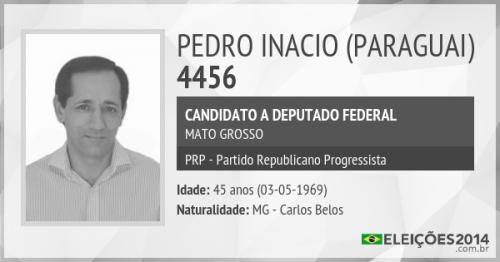 PEDRO INACIO (PARAGUAI)
4456
CANDIDATO A DEPUTADO FEDERAL
MATO GROSSO
PRP - Partido Republicano Progressista
Idade: 45 anos (03-05-1969)
Naturalidade: MG - Carlos Belos
ELEIÇÕES2014
.com.br